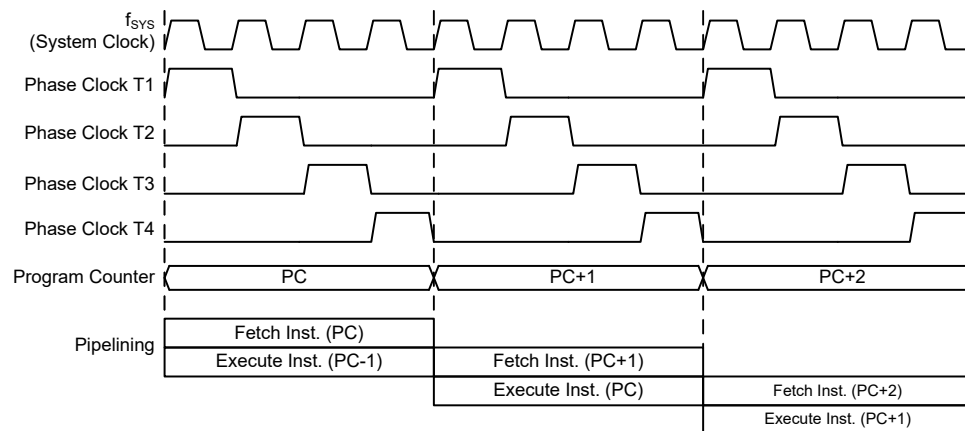 fSYS
(System Clock)
Phase Clock T1
Phase Clock T2
Phase Clock T3
Phase Clock T4
Program Counter PC PC+1 PC+2
Pipelining
Fetch Inst. (PC)
Execute Inst. (PC-1) Fetch Inst. (PC+1)
Execute Inst. (PC) Fetch Inst. (PC+2)
Execute Inst. (PC+1)